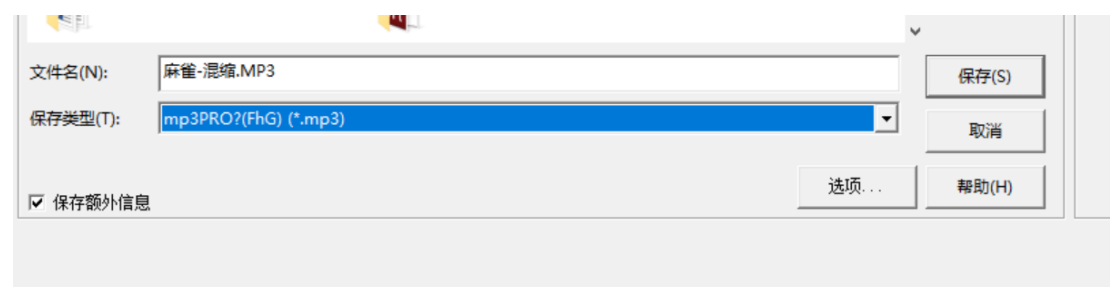 文件名(N):
麻雀-混缩.MP3
保存(S)
保存类型(T):
mp3PRO?(FhG) (*.mp3)
取消
选项...
帮助(H)
保存额外信息